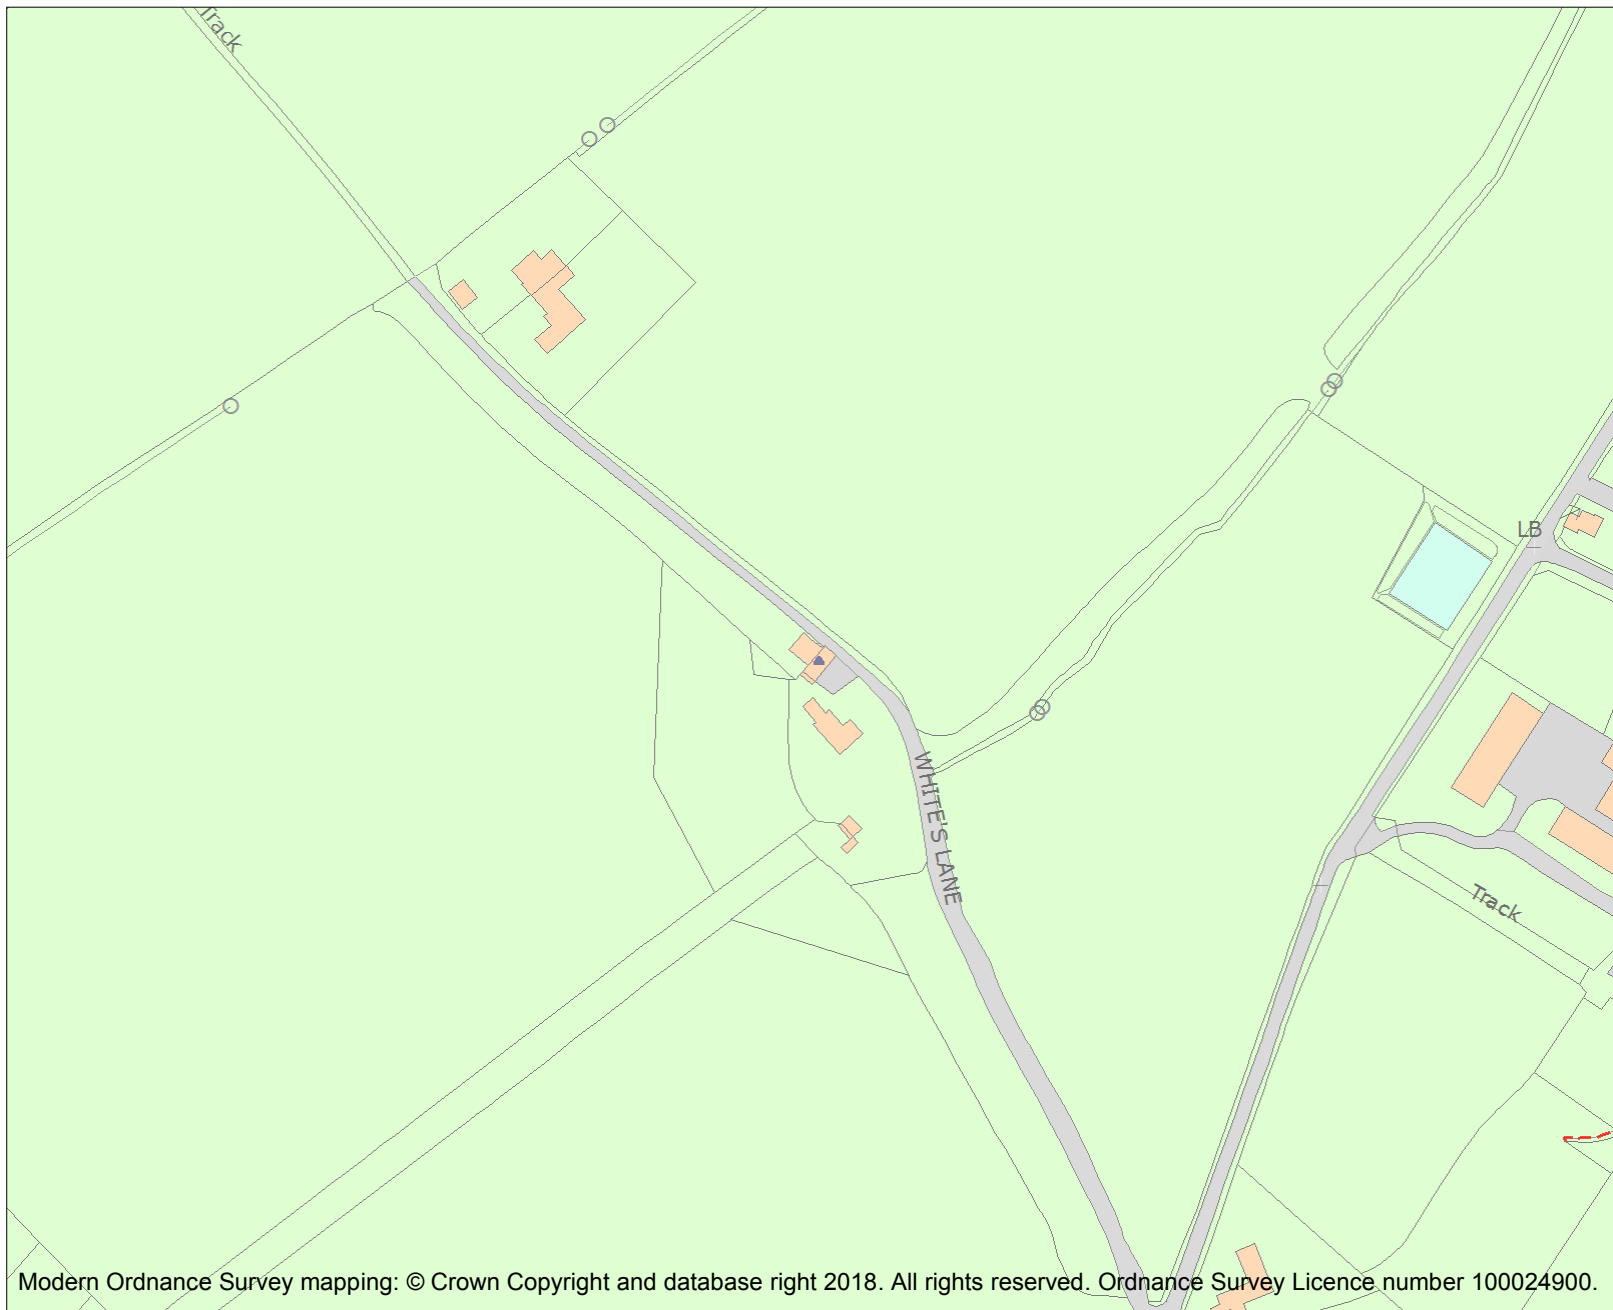 Track
LB
WHITE'S LANE
Track
Modern Ordnance Survey mapping: © Crown Copyright and database right 2018. All rights reserved. Ordnance Survey Licence number 100024900.